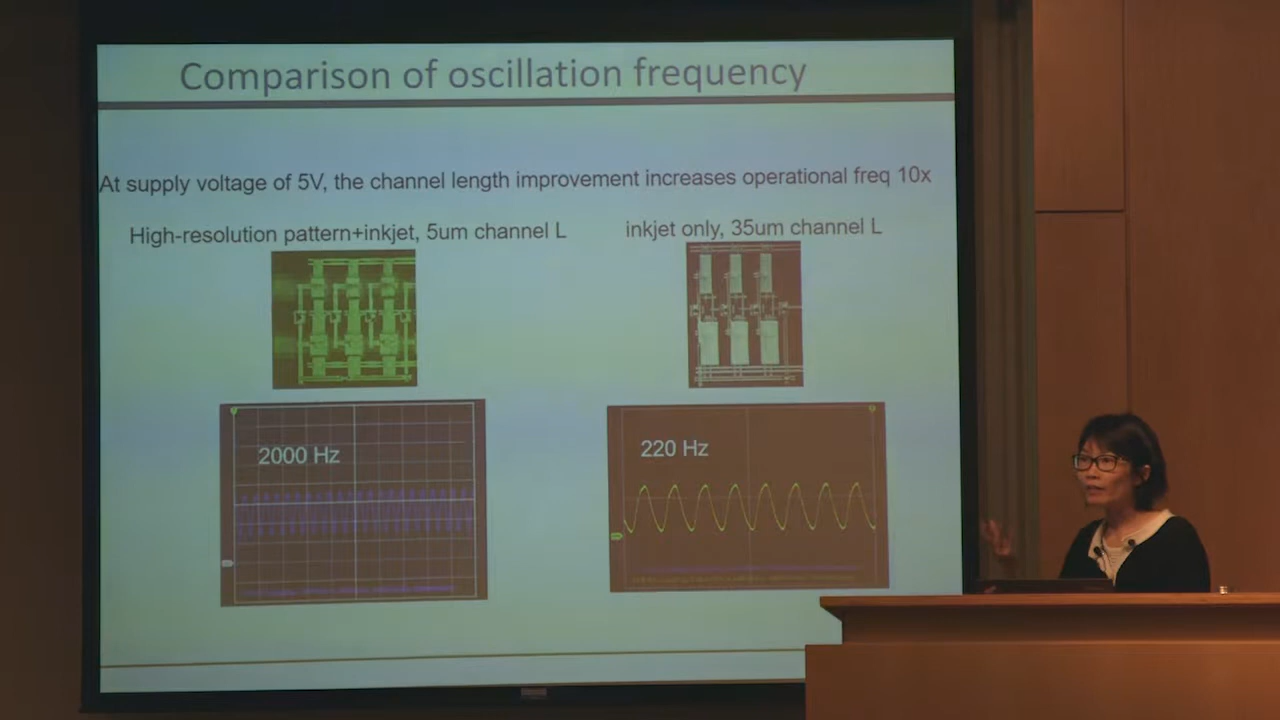 Comparison of oscillation frequency
At supply voltage of 5V, the channel length improvement increases operational freq 10x
High-resolution pattern+inkjet, 5um channel L
inkjet only, 35um channel L
2000 Hz
220 Hz